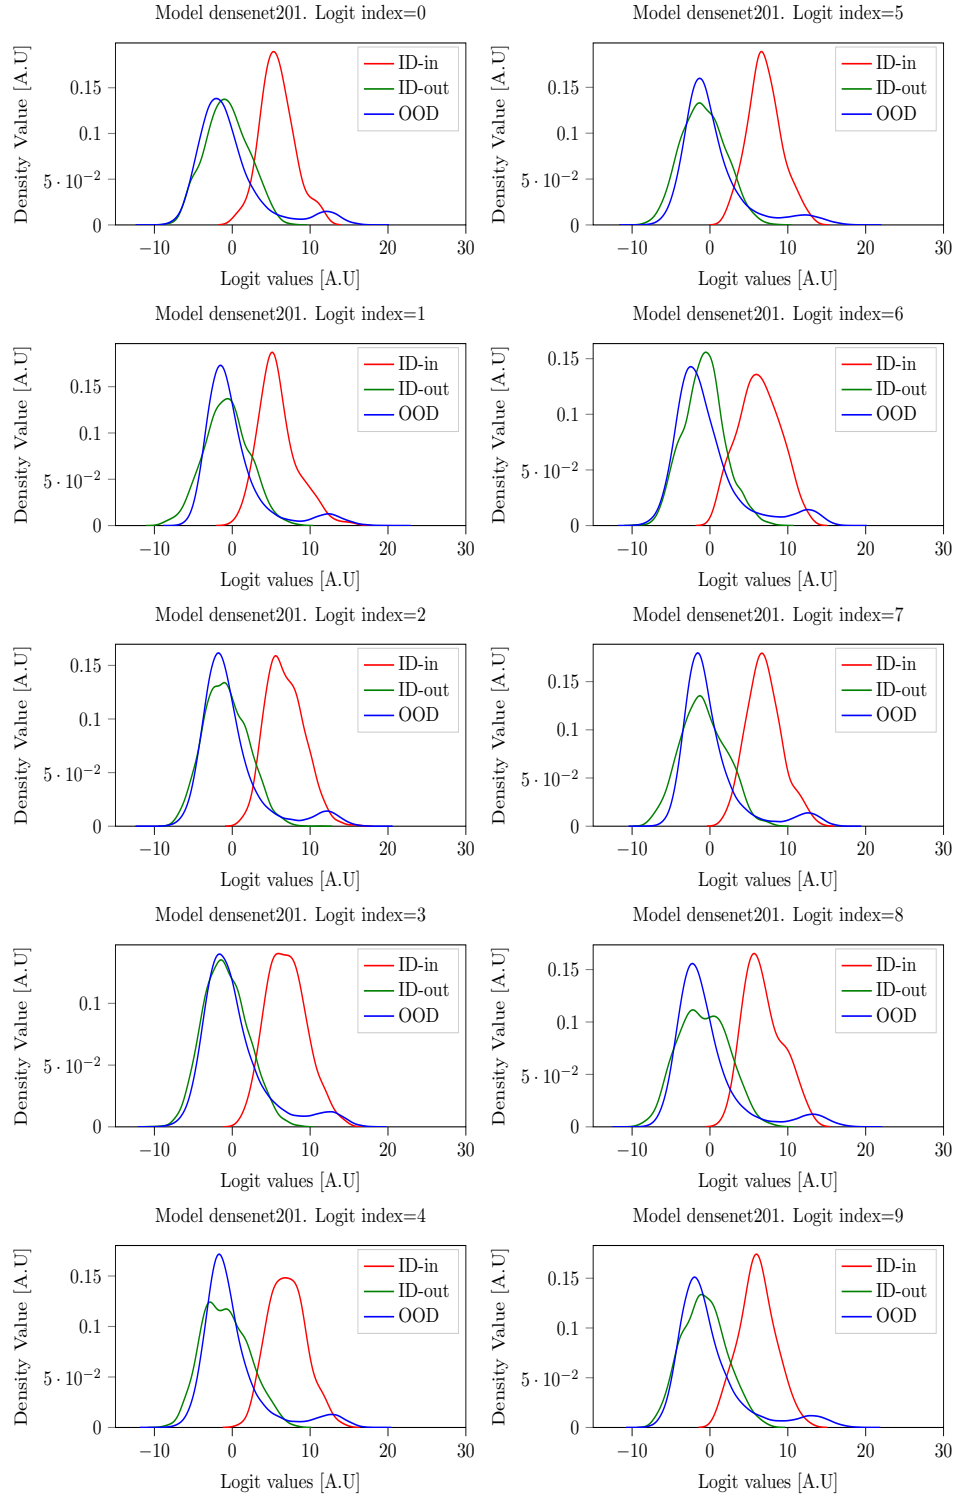 Model densenet201. Logit index=0
Density Value [A.U]
0.15
0.1
5 · 10⁻²
0
−10 0 10 20 30
Logit values [A.U]
ID-in
ID-out
OOD
Model densenet201. Logit index=5
Density Value [A.U]
0.15
0.1
5 · 10⁻²
0
−10 0 10 20 30
Logit values [A.U]
ID-in
ID-out
OOD
Model densenet201. Logit index=1
Density Value [A.U]
0.15
0.1
5 · 10⁻²
0
−10 0 10 20 30
Logit values [A.U]
ID-in
ID-out
OOD
Model densenet201. Logit index=6
Density Value [A.U]
0.15
0.1
5 · 10⁻²
0
−10 0 10 20 30
Logit values [A.U]
ID-in
ID-out
OOD
Model densenet201. Logit index=2
Density Value [A.U]
0.15
0.1
5 · 10⁻²
0
−10 0 10 20 30
Logit values [A.U]
ID-in
ID-out
OOD
Model densenet201. Logit index=7
Density Value [A.U]
0.15
0.1
5 · 10⁻²
0
−10 0 10 20 30
Logit values [A.U]
ID-in
ID-out
OOD
Model densenet201. Logit index=3
Density Value [A.U]
0.1
5 · 10⁻²
0
−10 0 10 20 30
Logit values [A.U]
ID-in
ID-out
OOD
Model densenet201. Logit index=8
Density Value [A.U]
0.15
0.1
5 · 10⁻²
0
−10 0 10 20 30
Logit values [A.U]
ID-in
ID-out
OOD
Model densenet201. Logit index=4
Density Value [A.U]
0.15
0.1
5 · 10⁻²
0
−10 0 10 20 30
Logit values [A.U]
ID-in
ID-out
OOD
Model densenet201. Logit index=9
Density Value [A.U]
0.15
0.1
5 · 10⁻²
0
−10 0 10 20 30
Logit values [A.U]
ID-in
ID-out
OOD